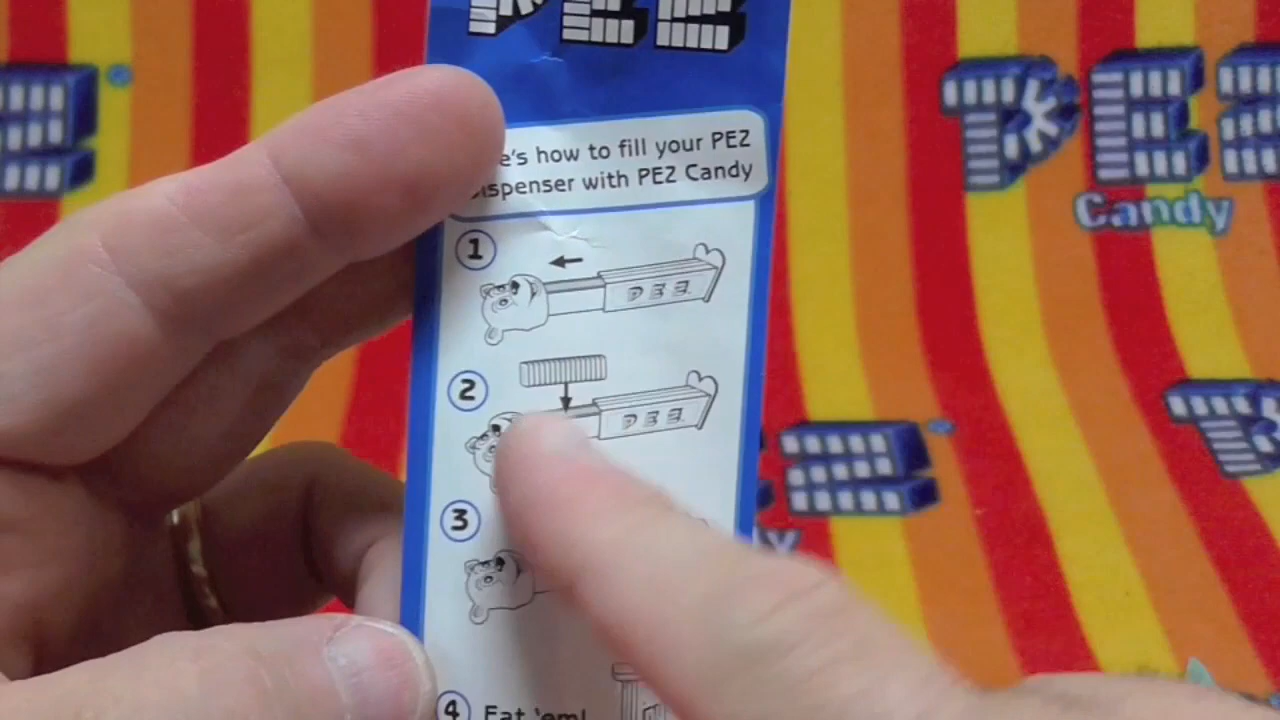 PEZ
e's how to fill your PEZ
ispenser with PEZ Candy
1
PEZ
2
PEZ
3
4 Eat 'em!
PEZ
Candy